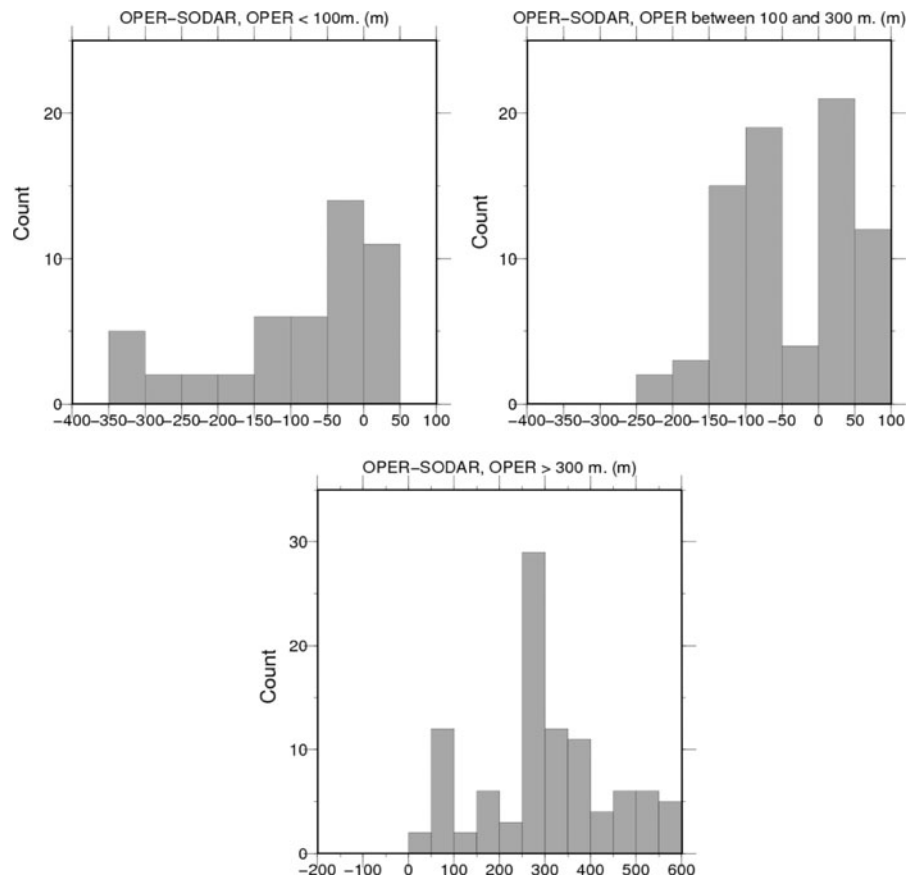 OPER−SODAR, OPER < 100m. (m)
20
10
0
Count
−400−350−300−250−200−150−100−50 0 50 100
OPER−SODAR, OPER between 100 and 300 m. (m)
20
10
0
Count
−400−350−300−250−200−150−100−50 0 50 100
OPER−SODAR, OPER > 300 m. (m)
30
20
10
0
Count
−200 −100 0 100 200 300 400 500 600